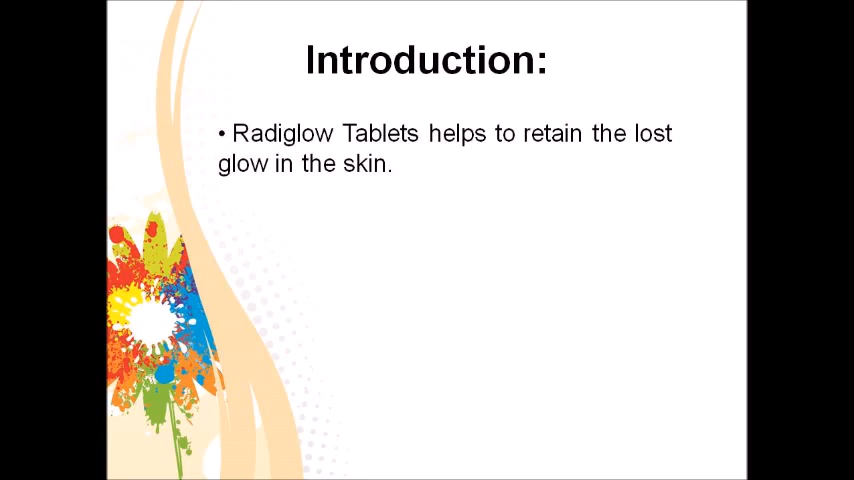 Introduction:
• Radiglow Tablets helps to retain the lost
glow in the skin.